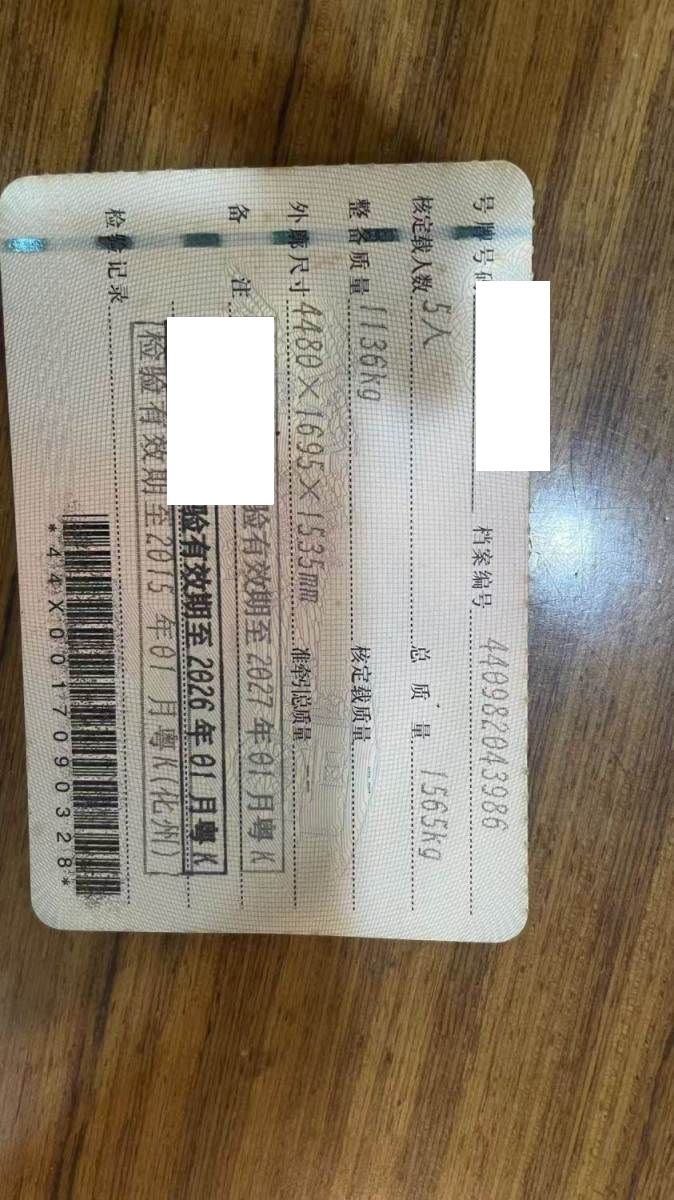 号牌号码 档案编号 440982043986
核定载人数 5人 总质量 1565kg
整备质量 1136kg 核定载质量 --
外廓尺寸 4480×1695×1535mm 准牵引总质量 --
备注 验有效期至2027年01月粤K
验有效期至2026年01月粤K
检验记录 检验有效期至2015年01月粤K(化州)
*44X0017090328*